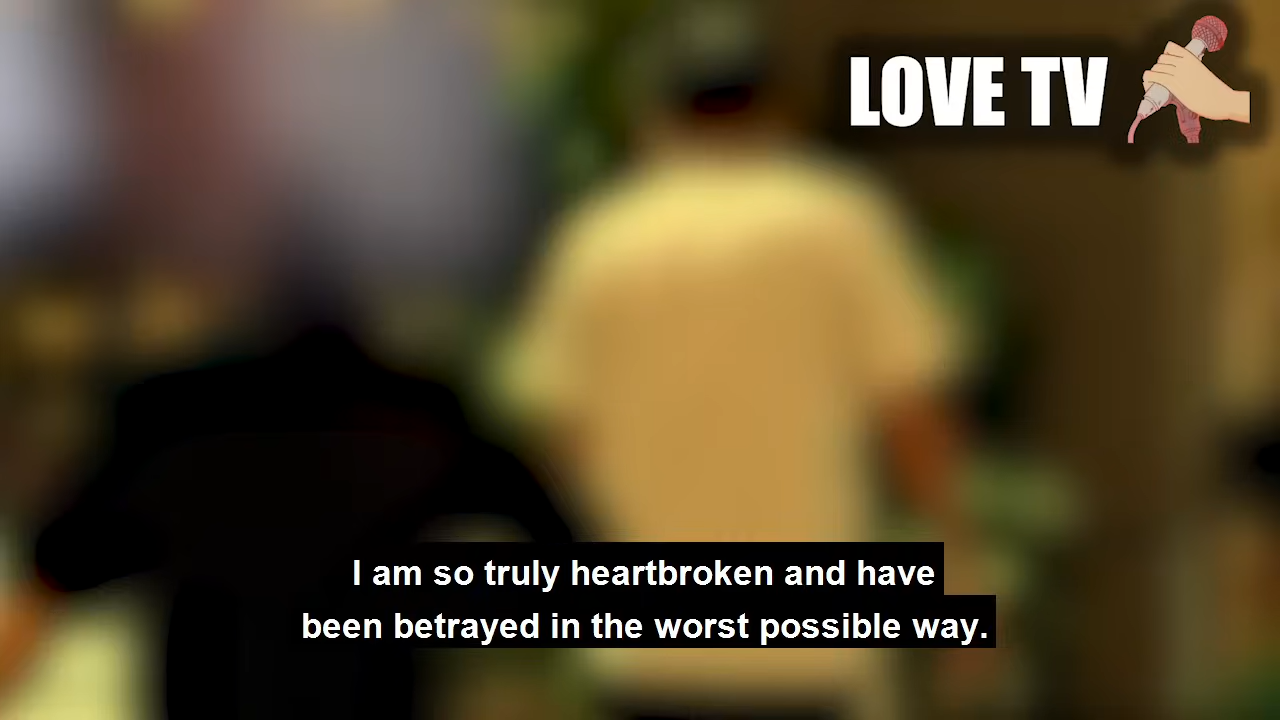 LOVE TV
I am so truly heartbroken and have
been betrayed in the worst possible way.